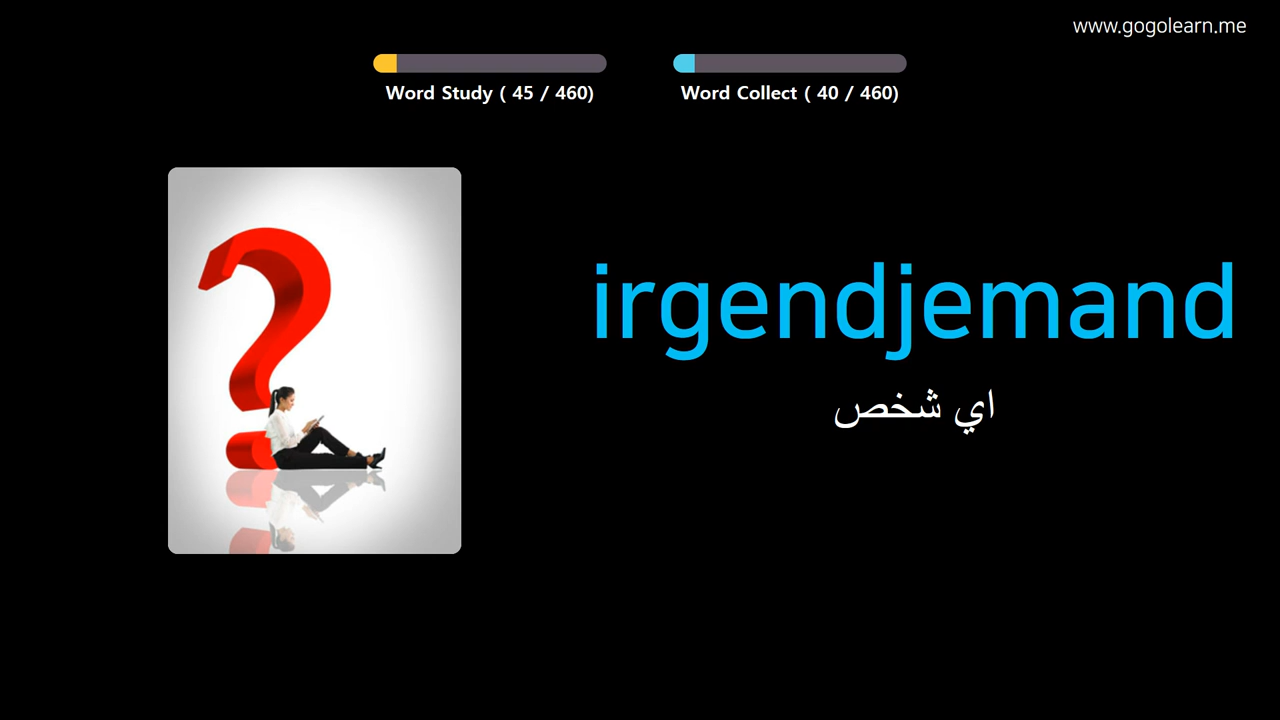 www.gogolearn.me
Word Study ( 45 / 460)
Word Collect ( 40 / 460)
irgendjemand
اي شخص